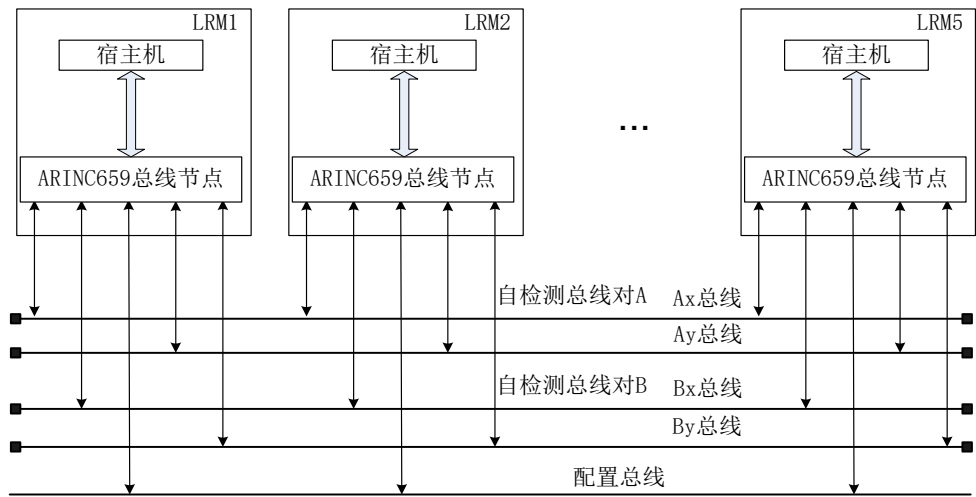 LRM1
LRM2
LRM5
宿主机
宿主机
宿主机
...
ARINC659总线节点
ARINC659总线节点
ARINC659总线节点
自检测总线对A
Ax总线
Ay总线
自检测总线对B
Bx总线
By总线
配置总线